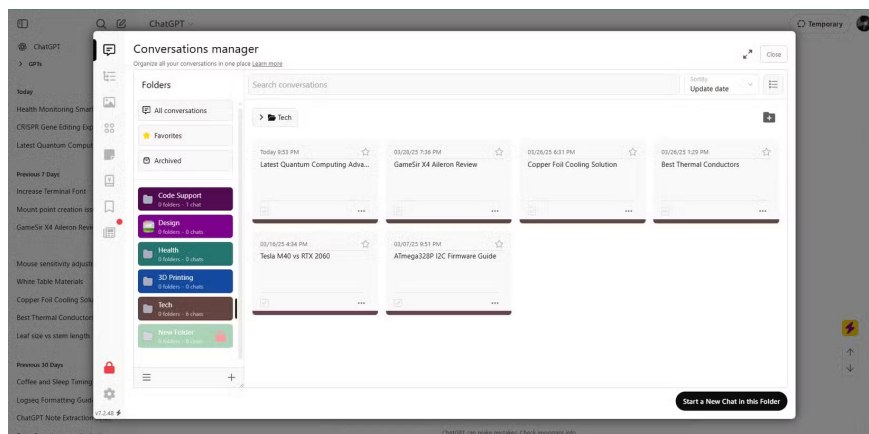 ChatGPT
Temporary
ChatGPT
GPTs
Today
Health Monitoring Smar
CRISPR Gene Editing Exp
Latest Quantum Comput
Previous 7 Days
Increase Terminal Font
Mount point creation iss
GameSir X4 Aileron Revi
Mouse sensitivity adjust
White Table Materials
Copper Foil Cooling Solu
Best Thermal Conductor
Leaf size vs stem length
Previous 30 Days
Coffee and Sleep Timing
Logseq Formatting Guid
ChatGPT Note Extraction
v7.2.48
Conversations manager
Organize all your conversations in one place Learn more
Close
Folders
All conversations
Favorites
Archived
Code Support
0 folders - 1 chat
Design
0 folders - 0 chats
Health
0 folders - 0 chats
3D Printing
0 folders - 0 chats
Tech
0 folders - 6 chats
New Folder
0 folders - 0 chats
Search conversations
SortBy
Update date
Tech
Today 9:53 PM
Latest Quantum Computing Adva...
03/28/25 7:36 PM
GameSir X4 Aileron Review
03/26/25 6:31 PM
Copper Foil Cooling Solution
03/26/25 1:29 PM
Best Thermal Conductors
03/16/25 4:34 PM
Tesla M40 vs RTX 2060
03/07/25 9:51 PM
ATmega328P I2C Firmware Guide
Start a New Chat in this Folder
ChatGPT can make mistakes. Check important info.